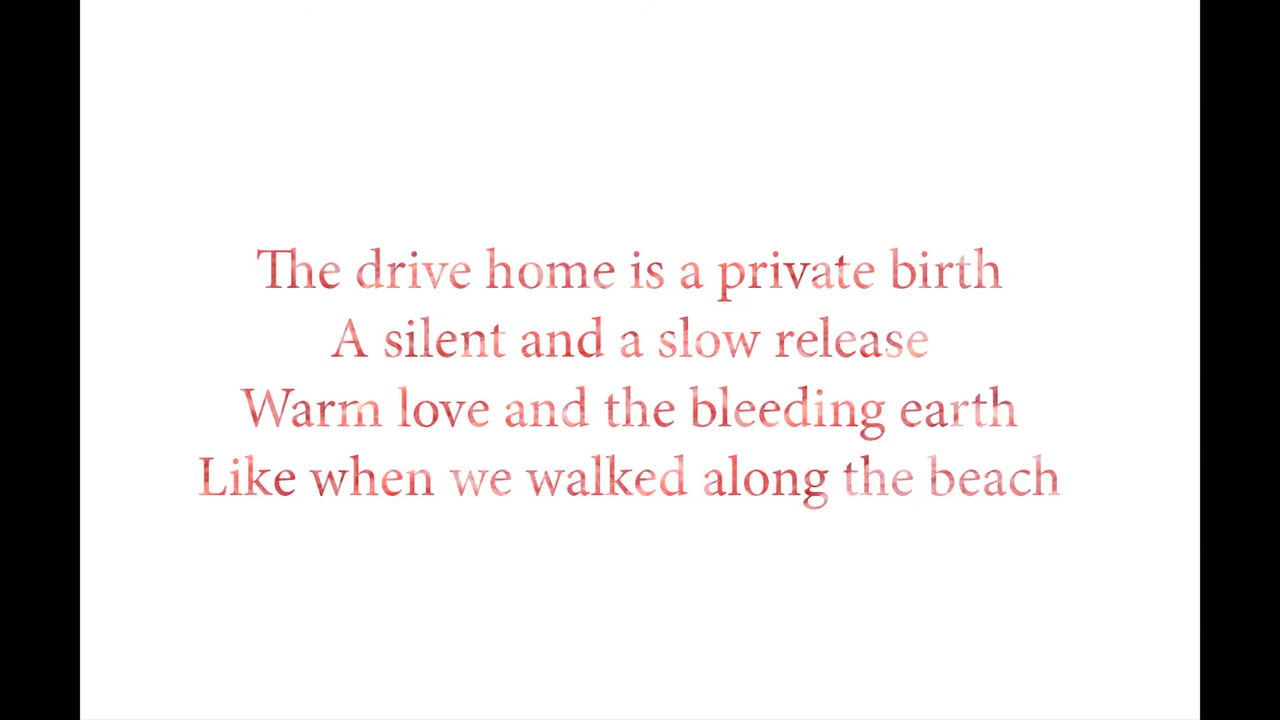 The drive home is a private birth
A silent and a slow release
Warm love and the bleeding earth
Like when we walked along the beach